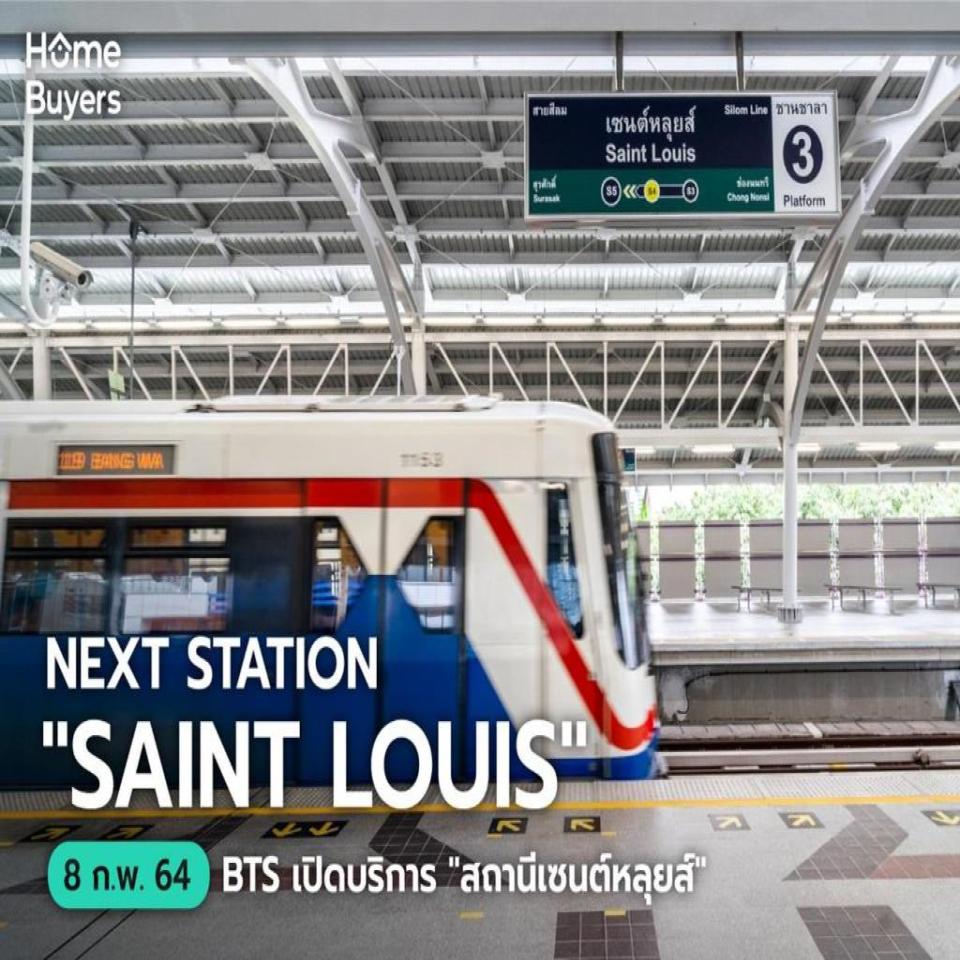 Home
Buyers
สายสีลม
Silom Line
ชานชาลา
เซนต์หลุยส์
Saint Louis
3
สุรศักดิ์
Surasak
S5
S4
S3
ช่องนนทรี
Chong Nonsi
Platform
1153
NEXT STATION
"SAINT LOUIS"
8 ก.พ. 64
BTS เปิดบริการ "สถานีเซนต์หลุยส์"